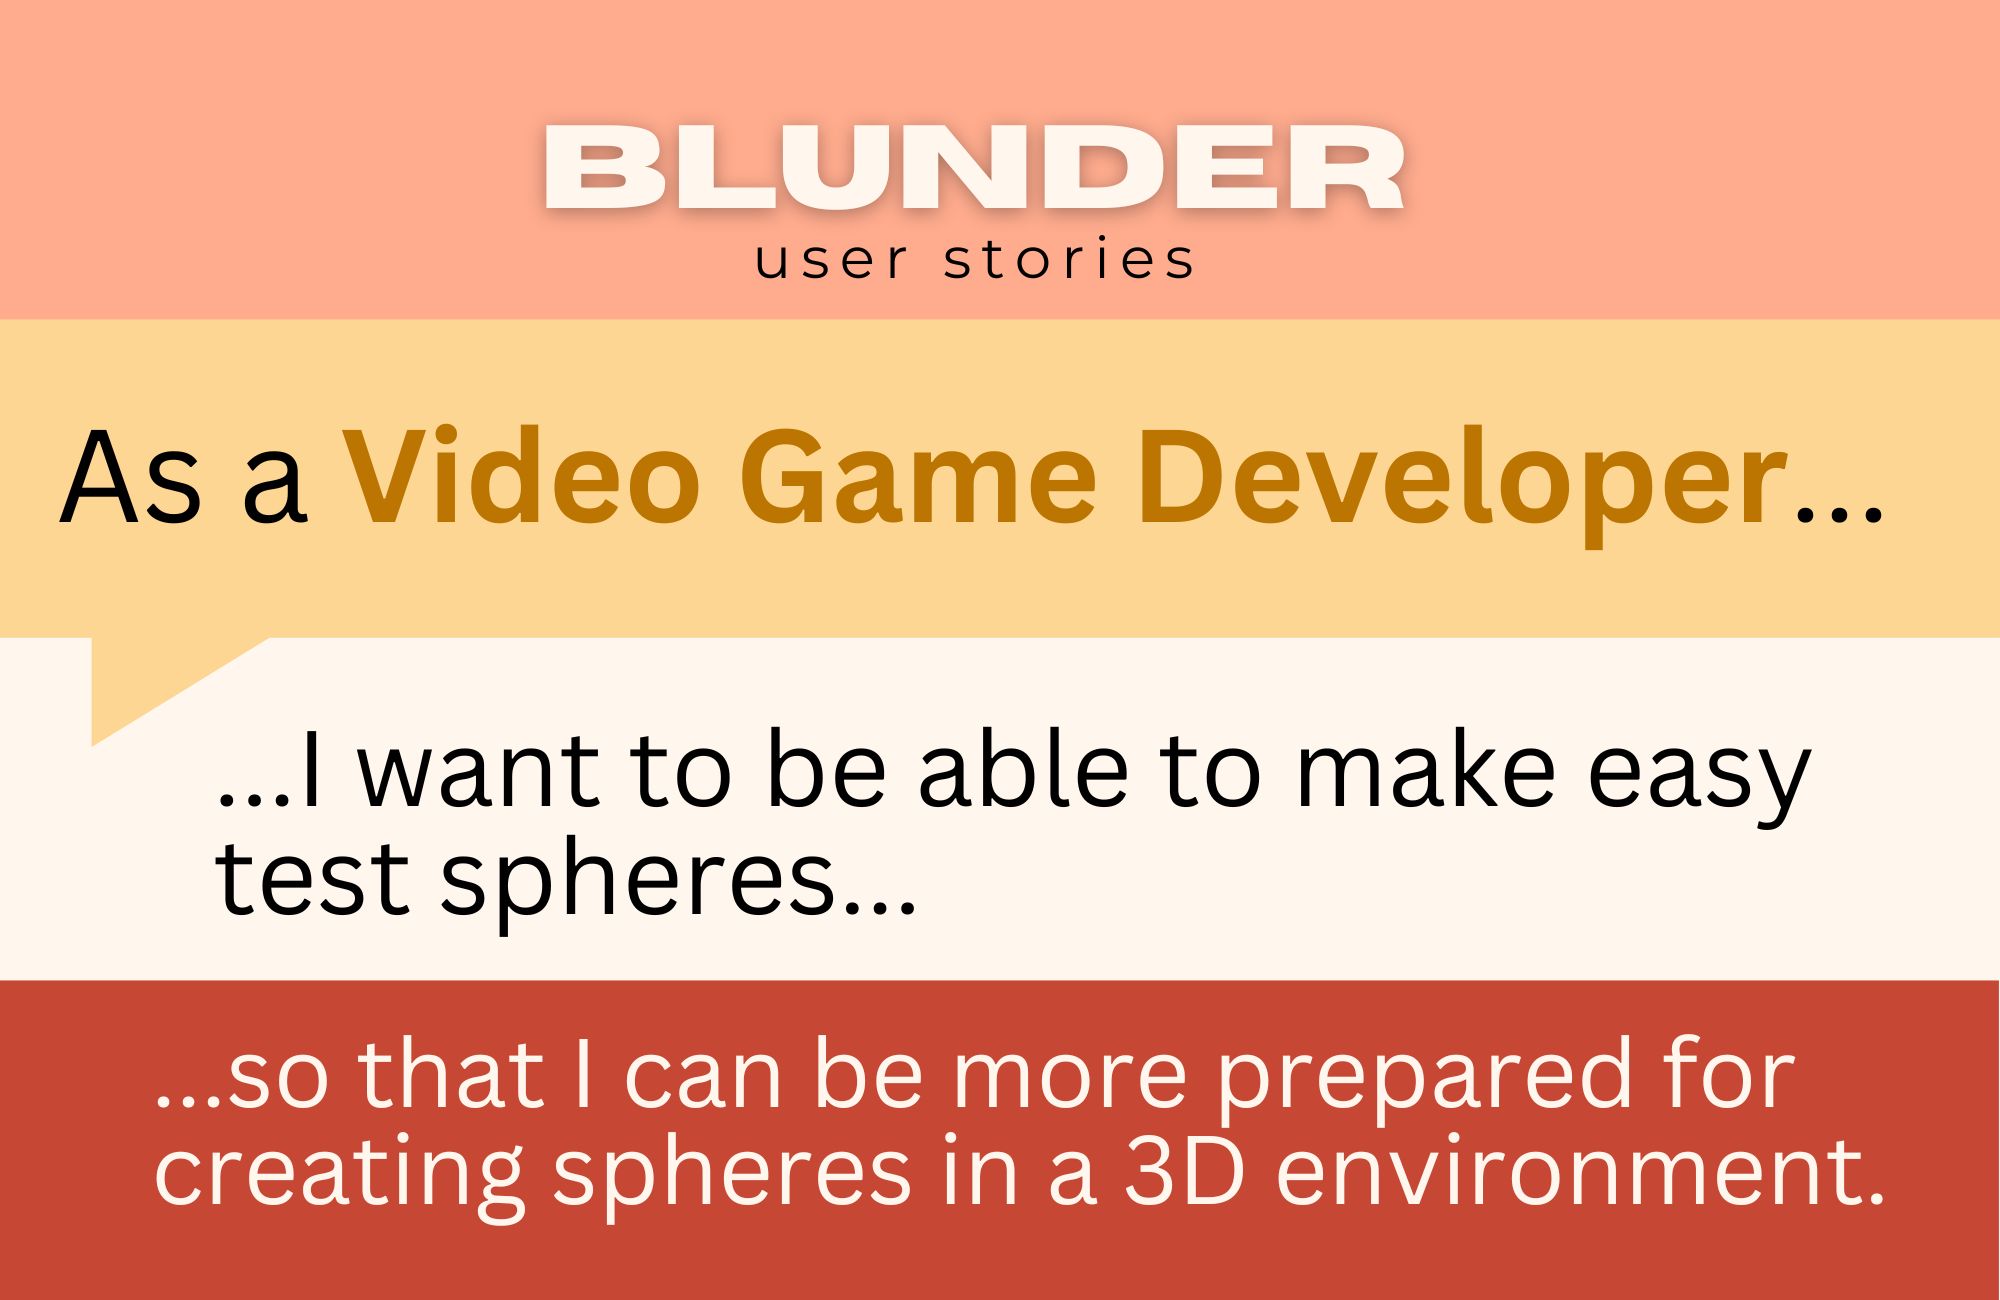 BLUNDER
user stories
As a Video Game Developer...
...I want to be able to make easy
test spheres...
...so that I can be more prepared for
creating spheres in a 3D environment.